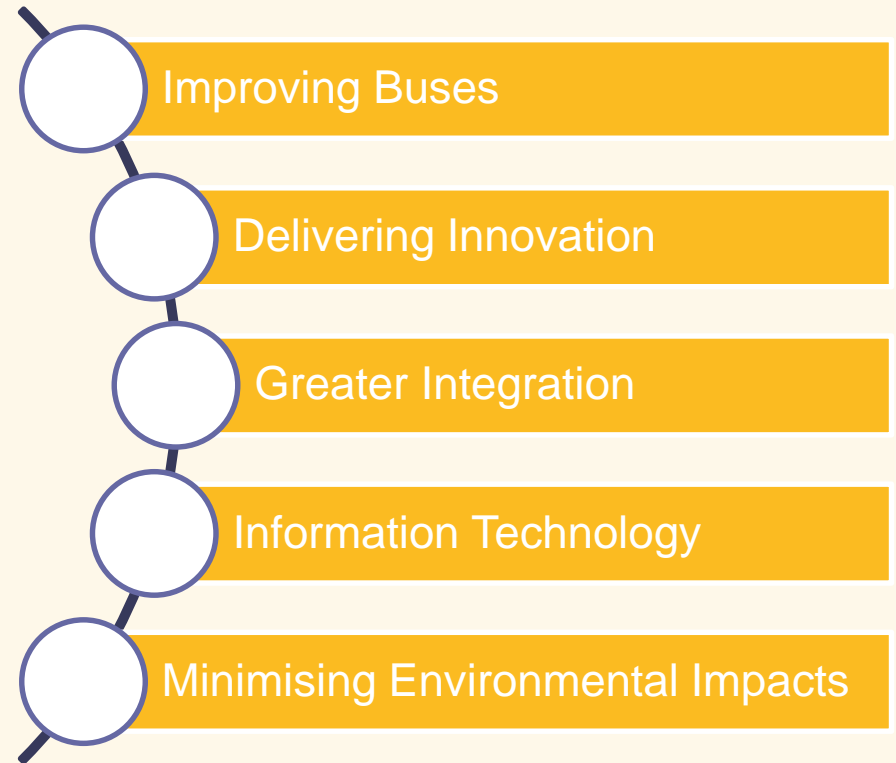 Improving Buses
Delivering Innovation
Greater Integration
Information Technology
Minimising Environmental Impacts